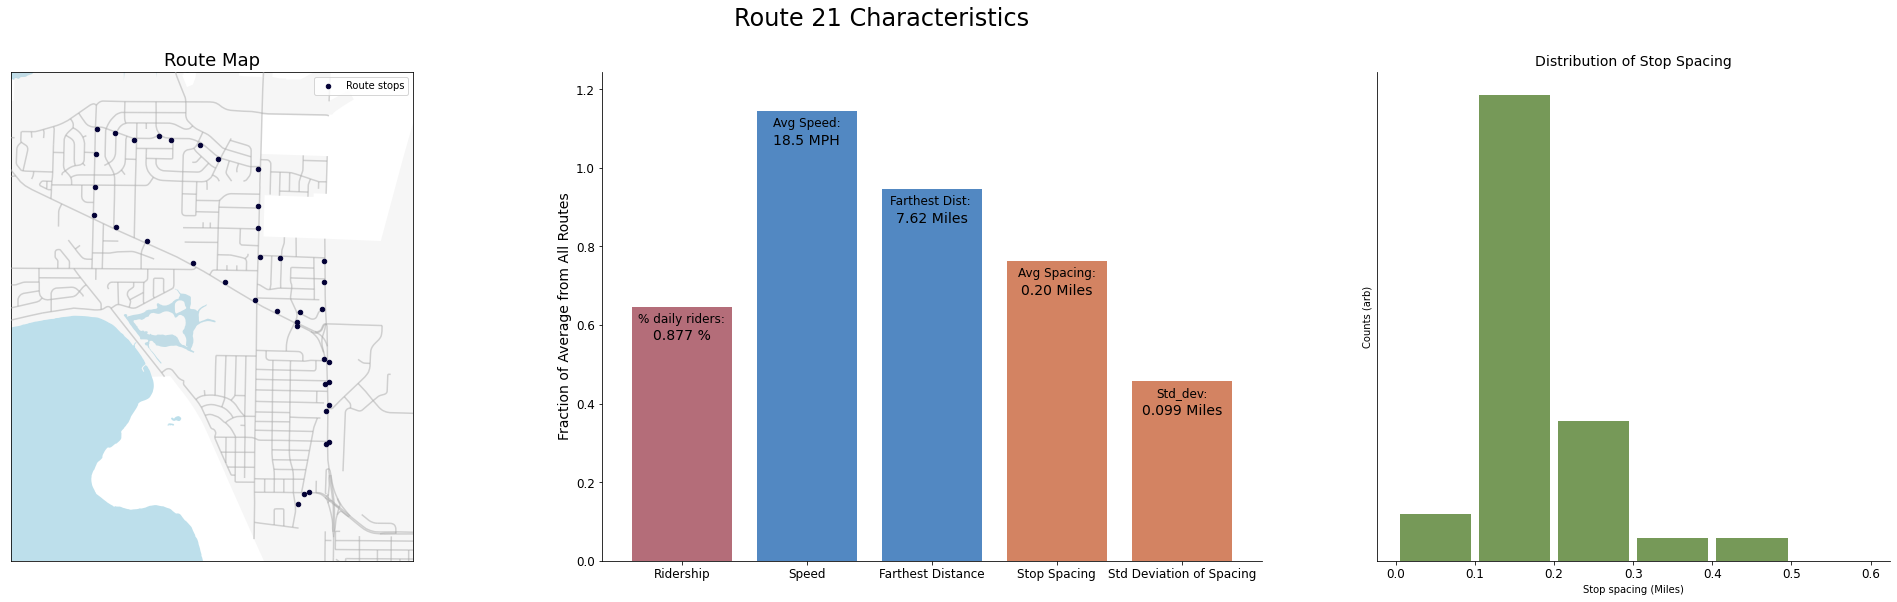 Route 21 Characteristics
Route Map
Route stops
Fraction of Average from All Routes
1.2
1.0
0.8
0.6
0.4
0.2
0.0
% daily riders:
0.877 %
Avg Speed:
18.5 MPH
Farthest Dist:
7.62 Miles
Avg Spacing:
0.20 Miles
Std_dev:
0.099 Miles
Ridership
Speed
Farthest Distance
Stop Spacing
Std Deviation of Spacing
Distribution of Stop Spacing
Counts (arb)
0.0
0.1
0.2
0.3
0.4
0.5
0.6
Stop spacing (Miles)